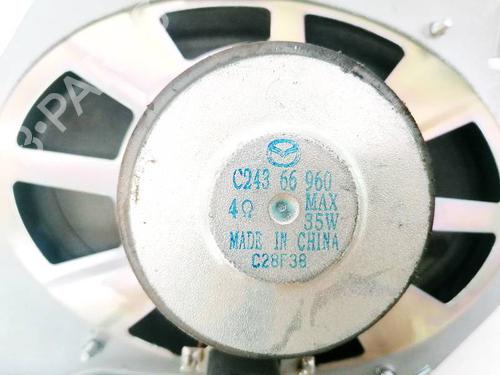 C243 66 960
4Ω MAX
35W
MADE IN CHINA
C28F38